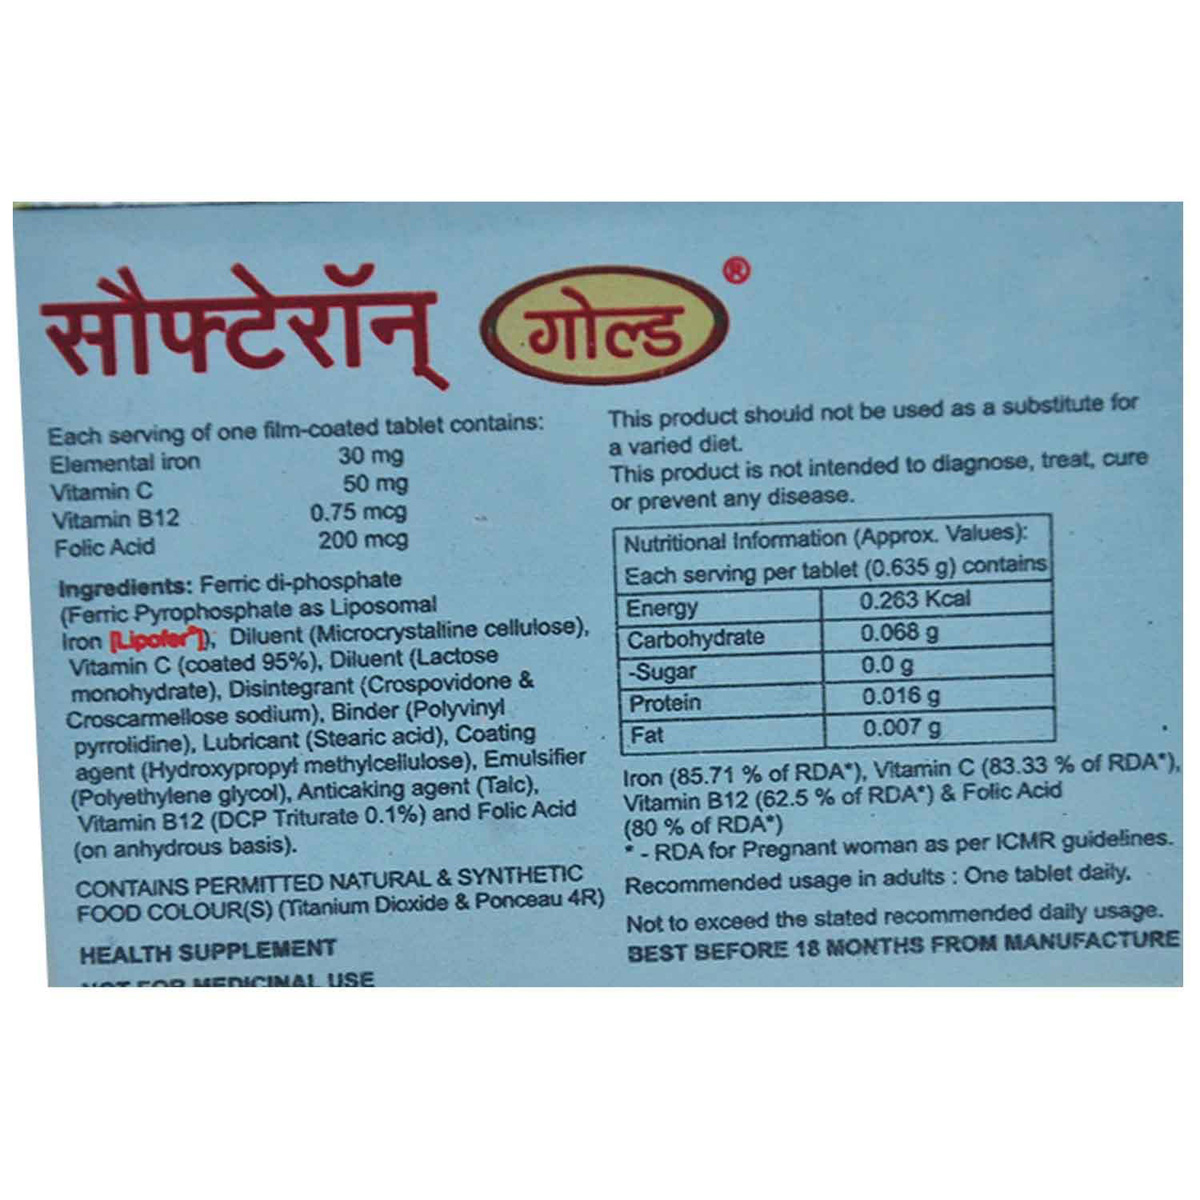 सौफ्टेरॉन् गोल्ड ®
Each serving of one film-coated tablet contains:
Elemental iron 30 mg
Vitamin C 50 mg
Vitamin B12 0.75 mcg
Folic Acid 200 mcg
Ingredients: Ferric di-phosphate
(Ferric Pyrophosphate as Liposomal
Iron [Lipofer®]); Diluent (Microcrystalline cellulose),
Vitamin C (coated 95%), Diluent (Lactose
monohydrate), Disintegrant (Crospovidone &
Croscarmellose sodium), Binder (Polyvinyl
pyrrolidine), Lubricant (Stearic acid), Coating
agent (Hydroxypropyl methylcellulose), Emulsifier
(Polyethylene glycol), Anticaking agent (Talc),
Vitamin B12 (DCP Triturate 0.1%) and Folic Acid
(on anhydrous basis).
CONTAINS PERMITTED NATURAL & SYNTHETIC
FOOD COLOUR(S) (Titanium Dioxide & Ponceau 4R)
HEALTH SUPPLEMENT
NOT FOR MEDICINAL USE
This product should not be used as a substitute for
a varied diet.
This product is not intended to diagnose, treat, cure
or prevent any disease.
Nutritional Information (Approx. Values):
Each serving per tablet (0.635 g) contains
Energy 0.263 Kcal
Carbohydrate 0.068 g
-Sugar 0.0 g
Protein 0.016 g
Fat 0.007 g
Iron (85.71 % of RDA*), Vitamin C (83.33 % of RDA*),
Vitamin B12 (62.5 % of RDA*) & Folic Acid
(80 % of RDA*)
* - RDA for Pregnant woman as per ICMR guidelines.
Recommended usage in adults : One tablet daily.
Not to exceed the stated recommended daily usage.
BEST BEFORE 18 MONTHS FROM MANUFACTURE